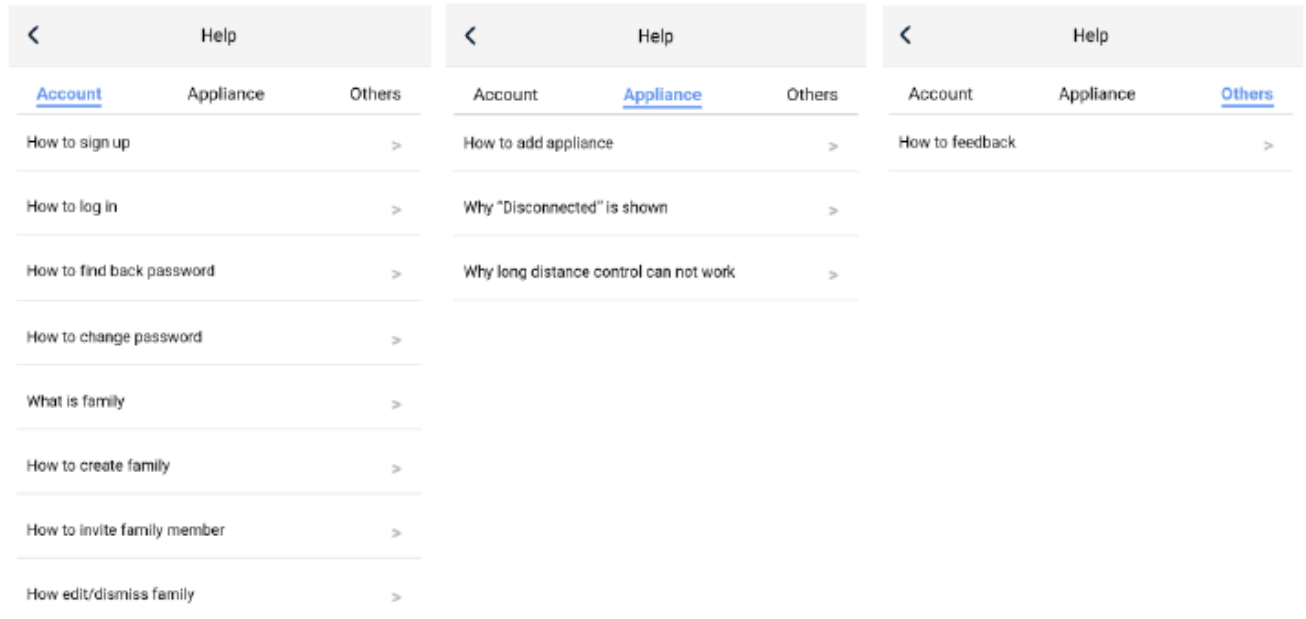 Help
Account Appliance Others
How to sign up >
How to log in >
How to find back password >
How to change password >
What is family >
How to create family >
How to invite family member >
How edit/dismiss family >
Help
Account Appliance Others
How to add appliance >
Why "Disconnected" is shown >
Why long distance control can not work >
Help
Account Appliance Others
How to feedback >